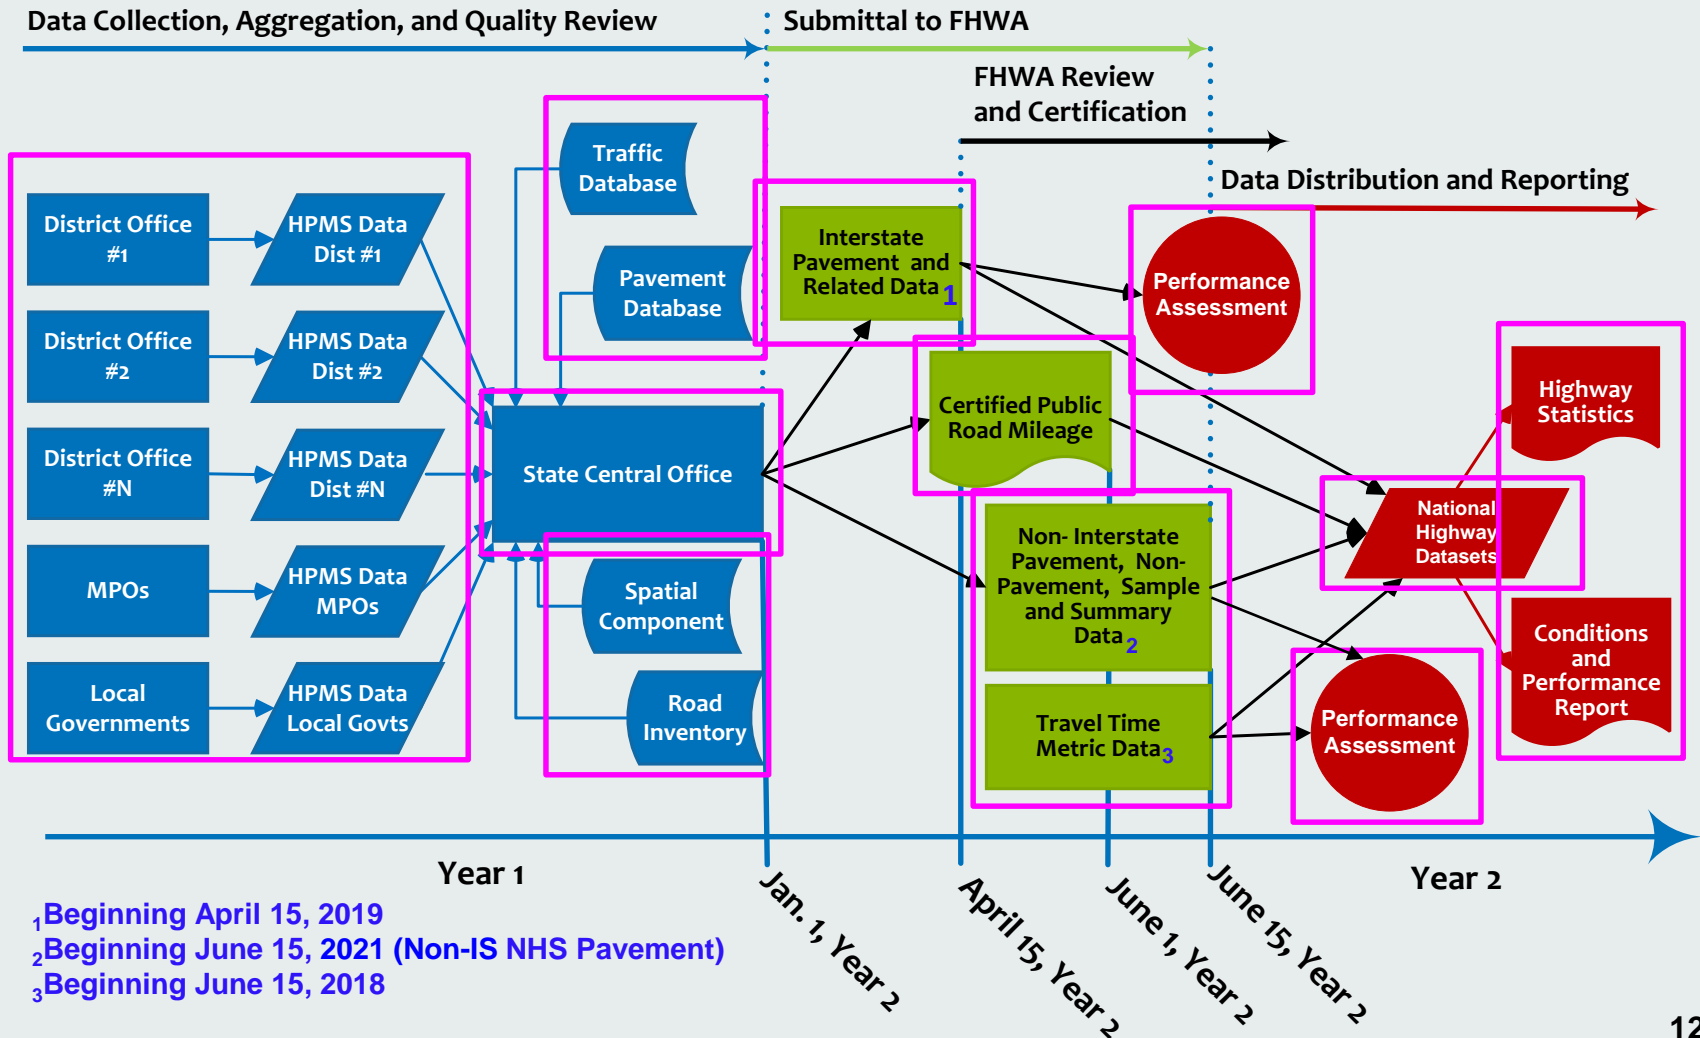 Data Collection, Aggregation, and Quality Review
Submittal to FHWA
FHWA Review
and Certification
Data Distribution and Reporting
District Office
#1
HPMS Data
Dist #1
District Office
#2
HPMS Data
Dist #2
District Office
#N
HPMS Data
Dist #N
MPOs
HPMS Data
MPOs
Local
Governments
HPMS Data
Local Govts
Traffic
Database
Pavement
Database
State Central Office
Spatial
Component
Road
Inventory
Interstate
Pavement and
Related Data 1
Certified Public
Road Mileage
Non- Interstate
Pavement, Non-
Pavement, Sample
and Summary
Data 2
Travel Time
Metric Data 3
Performance
Assessment
Performance
Assessment
National
Highway
Datasets
Highway
Statistics
Conditions
and
Performance
Report
Year 1
Jan. 1, Year 2
April 15, Year 2
June 1, Year 2
June 15, Year 2
Year 2
1Beginning April 15, 2019
2Beginning June 15, 2021 (Non-IS NHS Pavement)
3Beginning June 15, 2018
12